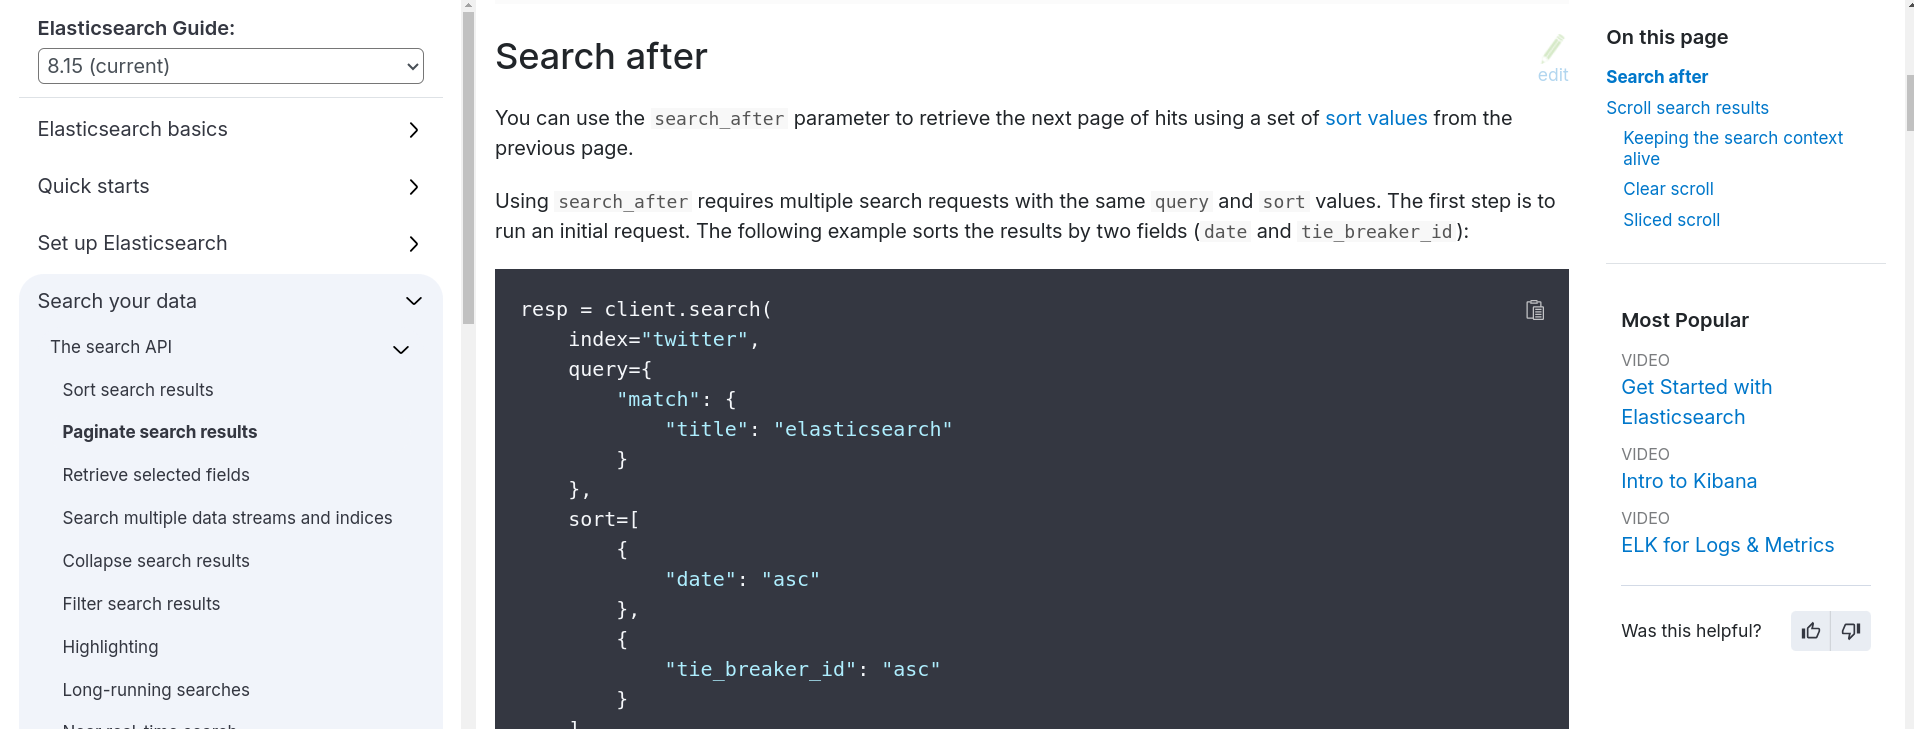 Elasticsearch Guide:
8.15 (current)
Elasticsearch basics
Quick starts
Set up Elasticsearch
Search your data
The search API
Sort search results
Paginate search results
Retrieve selected fields
Search multiple data streams and indices
Collapse search results
Filter search results
Highlighting
Long-running searches
Near real-time search
Search after
edit
You can use the search_after parameter to retrieve the next page of hits using a set of sort values from the
previous page.
Using search_after requires multiple search requests with the same query and sort values. The first step is to
run an initial request. The following example sorts the results by two fields (date and tie_breaker_id):
resp = client.search(
    index="twitter",
    query={
        "match": {
            "title": "elasticsearch"
        }
    },
    sort=[
        {
            "date": "asc"
        },
        {
            "tie_breaker_id": "asc"
        }
    ]
On this page
Search after
Scroll search results
Keeping the search context
alive
Clear scroll
Sliced scroll
Most Popular
VIDEO
Get Started with
Elasticsearch
VIDEO
Intro to Kibana
VIDEO
ELK for Logs & Metrics
Was this helpful?